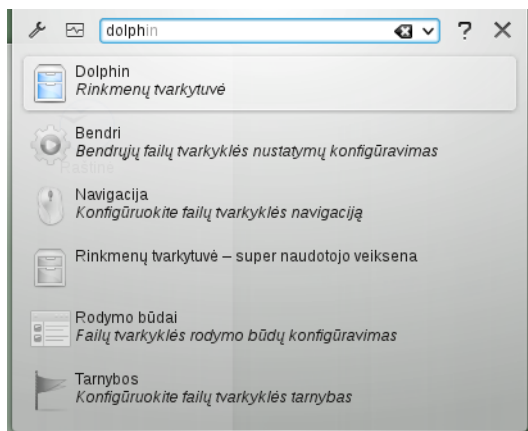 dolphin
?
Dolphin
Rinkmenų tvarkytuvė
Bendri
Bendrųjų failų tvarkyklės nustatymų konfigūravimas
Raštinė
Navigacija
Konfigūruokite failų tvarkyklės navigaciją
Rinkmenų tvarkytuvė – super naudotojo veiksena
Rodymo būdai
Failų tvarkyklės rodymo būdų konfigūravimas
Tarnybos
Konfigūruokite failų tvarkyklės tarnybas